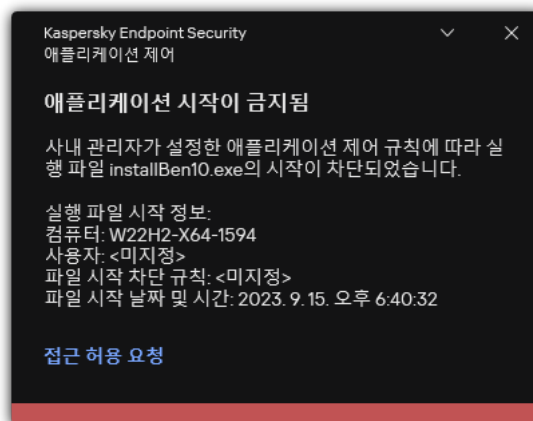 Kaspersky Endpoint Security
애플리케이션 제어
애플리케이션 시작이 금지됨
사내 관리자가 설정한 애플리케이션 제어 규칙에 따라 실
행 파일 installBen10.exe의 시작이 차단되었습니다.
실행 파일 시작 정보:
컴퓨터: W22H2-X64-1594
사용자: <미지정>
파일 시작 차단 규칙: <미지정>
파일 시작 날짜 및 시간: 2023. 9. 15. 오후 6:40:32
접근 허용 요청